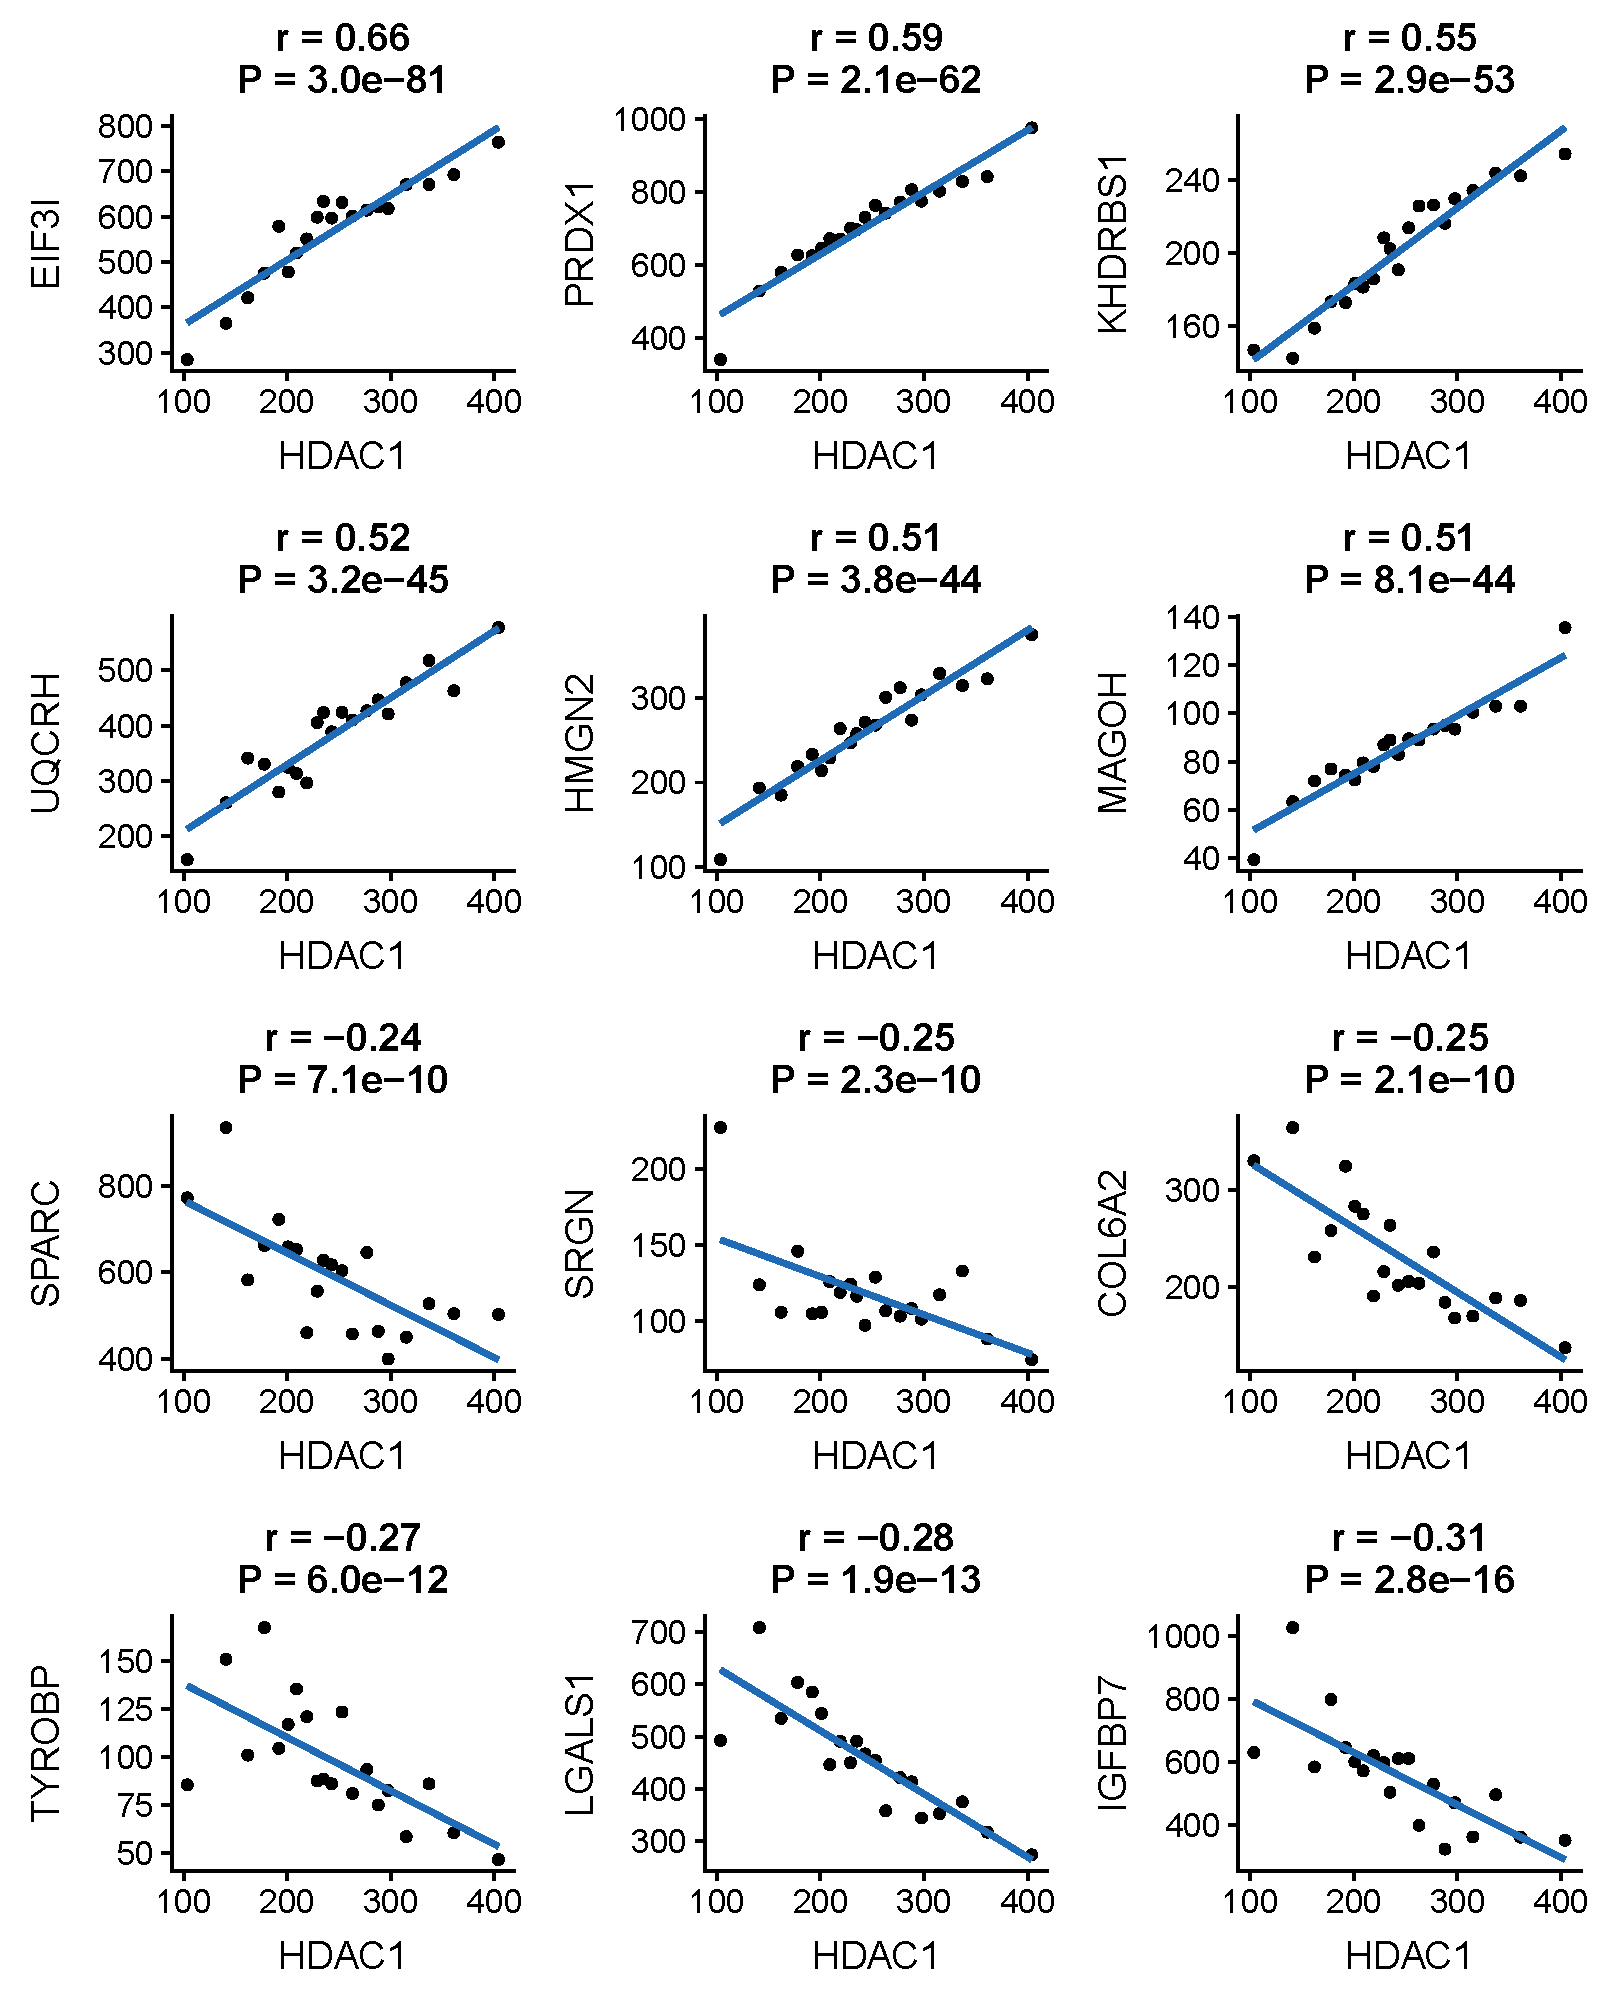 r = 0.66
P = 3.0e−81
EIF3I
800
700
600
500
400
300
100 200 300 400
HDAC1
r = 0.59
P = 2.1e−62
PRDX1
1000
800
600
400
100 200 300 400
HDAC1
r = 0.55
P = 2.9e−53
KHDRBS1
240
200
160
100 200 300 400
HDAC1
r = 0.52
P = 3.2e−45
UQCRH
500
400
300
200
100 200 300 400
HDAC1
r = 0.51
P = 3.8e−44
HMGN2
300
200
100
100 200 300 400
HDAC1
r = 0.51
P = 8.1e−44
MAGOH
140
120
100
80
60
40
100 200 300 400
HDAC1
r = −0.24
P = 7.1e−10
SPARC
800
600
400
100 200 300 400
HDAC1
r = −0.25
P = 2.3e−10
SRGN
200
150
100
100 200 300 400
HDAC1
r = −0.25
P = 2.1e−10
COL6A2
300
200
100 200 300 400
HDAC1
r = −0.27
P = 6.0e−12
TYROBP
150
125
100
75
50
100 200 300 400
HDAC1
r = −0.28
P = 1.9e−13
LGALS1
700
600
500
400
300
100 200 300 400
HDAC1
r = −0.31
P = 2.8e−16
IGFBP7
1000
800
600
400
100 200 300 400
HDAC1